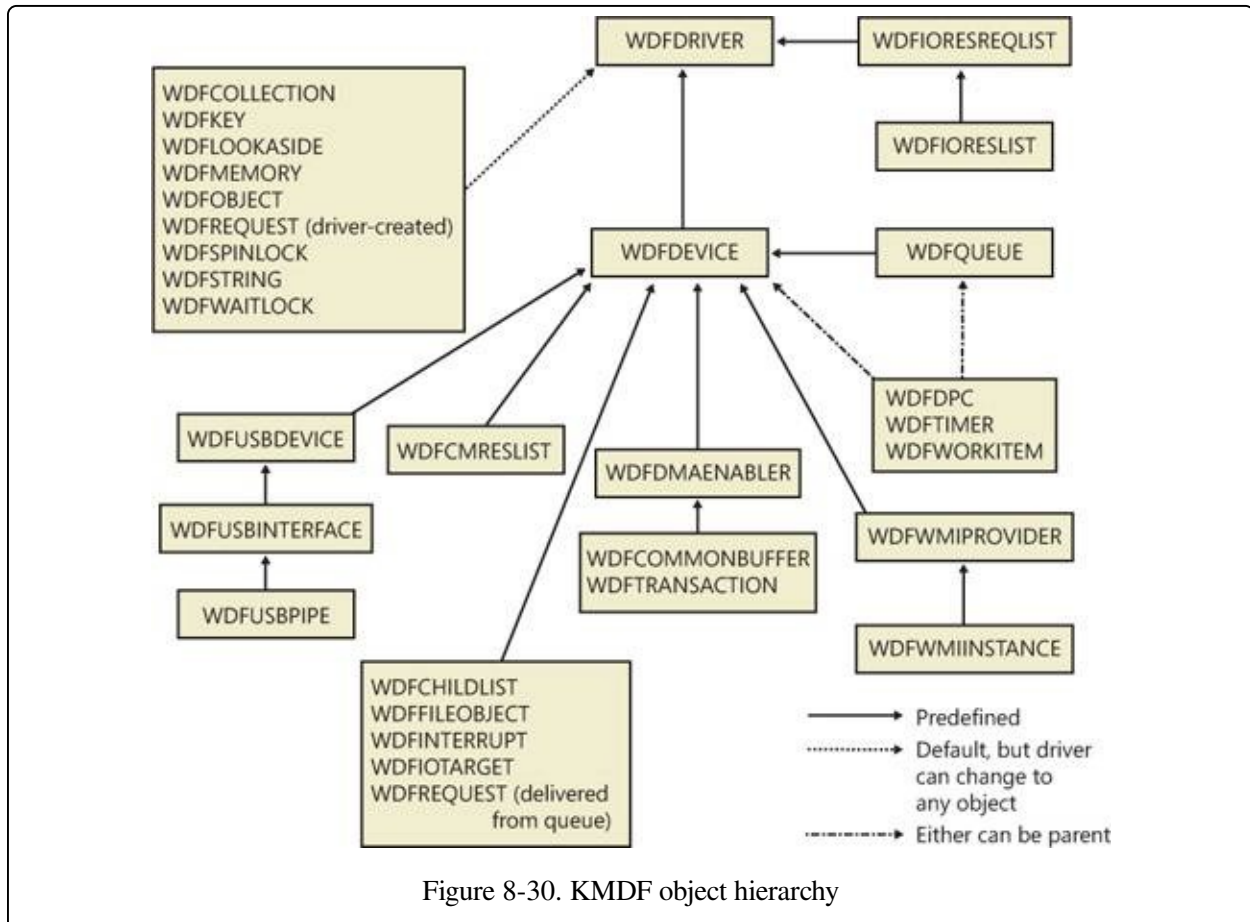 WDFDRIVER
WDFIORESREQLIST
WDFIORESLIST
WDFCOLLECTION
WDFKEY
WDFLOOKASIDE
WDFMEMORY
WDFOBJECT
WDFREQUEST (driver-created)
WDFSPINLOCK
WDFSTRING
WDFWAITLOCK
WDFDEVICE
WDFQUEUE
WDFDPC
WDFTIMER
WDFWORKITEM
WDFUSBDEVICE
WDFCMRESLIST
WDFDMAENABLER
WDFUSBINTERFACE
WDFWMIPROVIDER
WDFCOMMONBUFFER
WDFTRANSACTION
WDFUSBPIPE
WDFWMIINSTANCE
WDFCHILDLIST
WDFFILEOBJECT
WDFINTERRUPT
WDFIOTARGET
WDFREQUEST (delivered
from queue)
Predefined
Default, but driver
can change to
any object
Either can be parent
Figure 8-30. KMDF object hierarchy